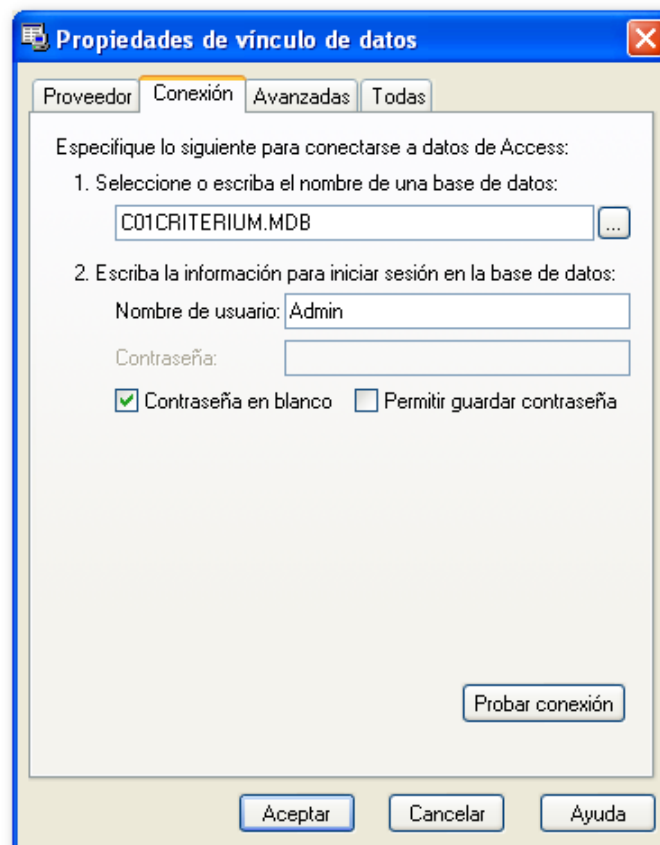 Propiedades de vínculo de datos
Proveedor Conexión Avanzadas Todas
Especifique lo siguiente para conectarse a datos de Access:
1. Seleccione o escriba el nombre de una base de datos:
C01CRITERIUM.MDB ...
2. Escriba la información para iniciar sesión en la base de datos:
Nombre de usuario: Admin
Contraseña:
Contraseña en blanco Permitir guardar contraseña
Probar conexión
Aceptar Cancelar Ayuda